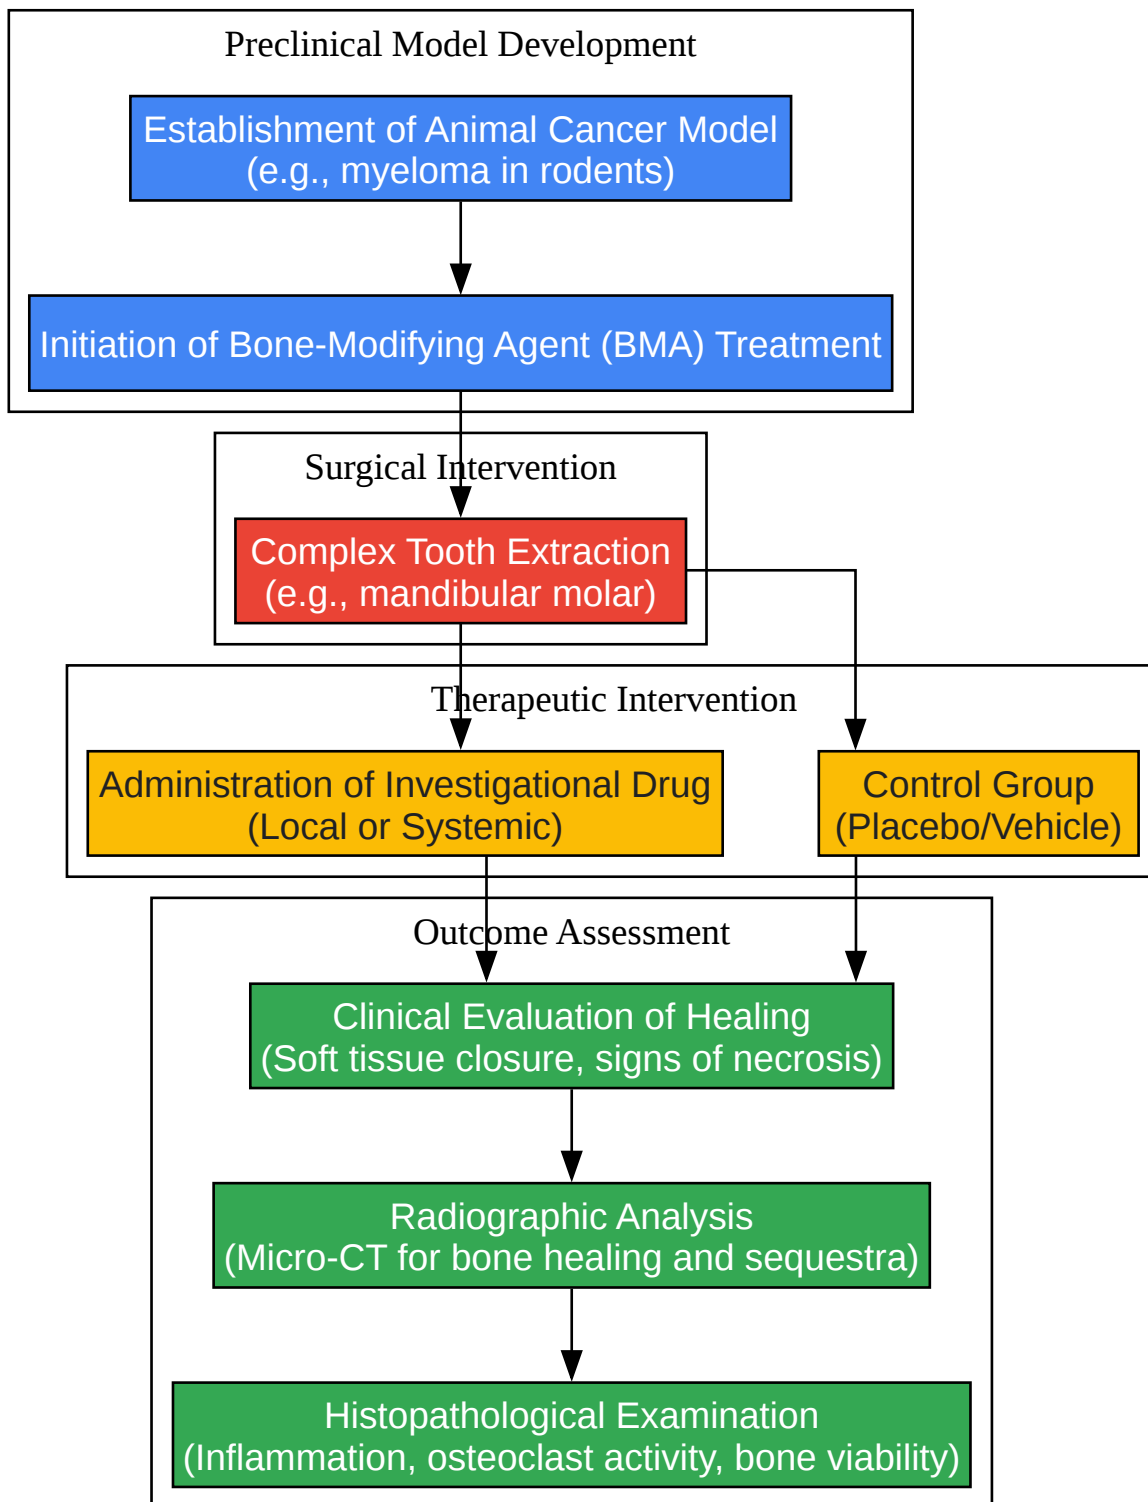 Preclinical Model Development
Establishment of Animal Cancer Model
(e.g., myeloma in rodents)
Initiation of Bone-Modifying Agent (BMA) Treatment
Surgical Intervention
Complex Tooth Extraction
(e.g., mandibular molar)
Therapeutic Intervention
Administration of Investigational Drug
(Local or Systemic)
Control Group
(Placebo/Vehicle)
Outcome Assessment
Clinical Evaluation of Healing
(Soft tissue closure, signs of necrosis)
Radiographic Analysis
(Micro-CT for bone healing and sequestra)
Histopathological Examination
(Inflammation, osteoclast activity, bone viability)